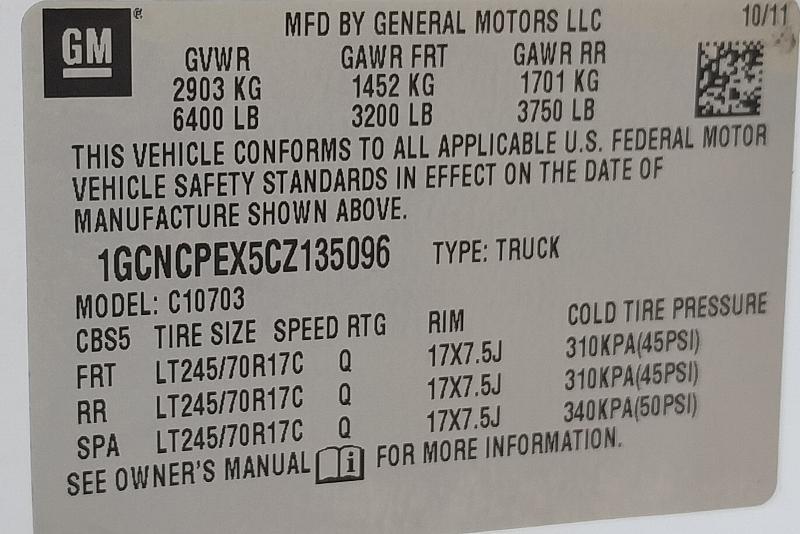 GM
MFD BY GENERAL MOTORS LLC 10/11
GVWR GAWR FRT GAWR RR
2903 KG 1452 KG 1701 KG
6400 LB 3200 LB 3750 LB
THIS VEHICLE CONFORMS TO ALL APPLICABLE U.S. FEDERAL MOTOR
VEHICLE SAFETY STANDARDS IN EFFECT ON THE DATE OF
MANUFACTURE SHOWN ABOVE.
1GCNCPEX5CZ135096 TYPE: TRUCK
MODEL: C10703
CBS5 TIRE SIZE SPEED RTG RIM COLD TIRE PRESSURE
FRT LT245/70R17C Q 17X7.5J 310KPA(45PSI)
RR LT245/70R17C Q 17X7.5J 310KPA(45PSI)
SPA LT245/70R17C Q 17X7.5J 340KPA(50PSI)
SEE OWNER'S MANUAL i FOR MORE INFORMATION.